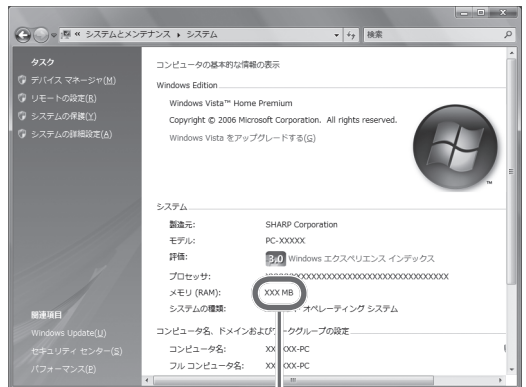 « システムとメンテナンス ▸ システム
検索
タスク
デバイス マネージャ(M)
リモートの設定(R)
システムの保護(Y)
システムの詳細設定(A)
関連項目
Windows Update(U)
セキュリティ センター(S)
パフォーマンス(P)
コンピュータの基本的な情報の表示
Windows Edition
Windows Vista™ Home Premium
Copyright © 2006 Microsoft Corporation. All rights reserved.
Windows Vista をアップグレードする(G)
TM
システム
製造元: SHARP Corporation
モデル: PC-XXXXX
評価: 3.0 Windows エクスペリエンス インデックス
プロセッサ: XXXXXXXXXXXXXXXXXXXXXXXXXXXXXXXXX
メモリ (RAM): XXX MB
システムの種類: オペレーティング システム
コンピュータ名、ドメインおよび ークグループの設定
コンピュータ名: XX XXX-PC
フル コンピュータ名: XX XXX-PC